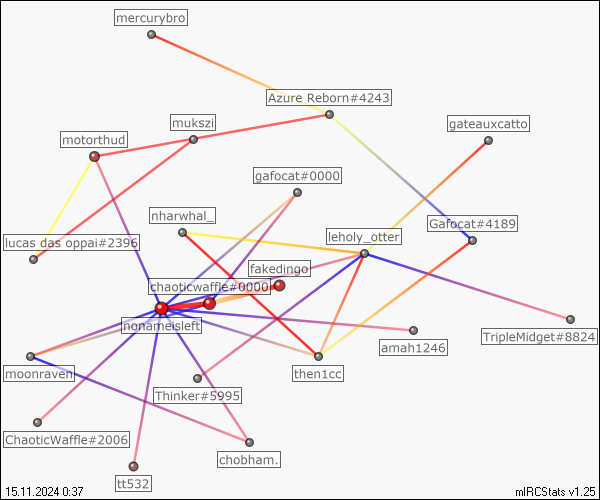 mercurybro
Azure Reborn#4243
mukszi
gateauxcatto
motorthud
gafocat#0000
nharwhal_
Gafocat#4189
leholy_otter
lucas das oppai#2396
fakedingo
chaoticwaffle#0000
nonameisleft
TripleMidget#8824
amah1246
moonraven
then1cc
Thinker#5995
ChaoticWaffle#2006
chobham.
tt532
15.11.2024 0:37
mIRCStats v1.25